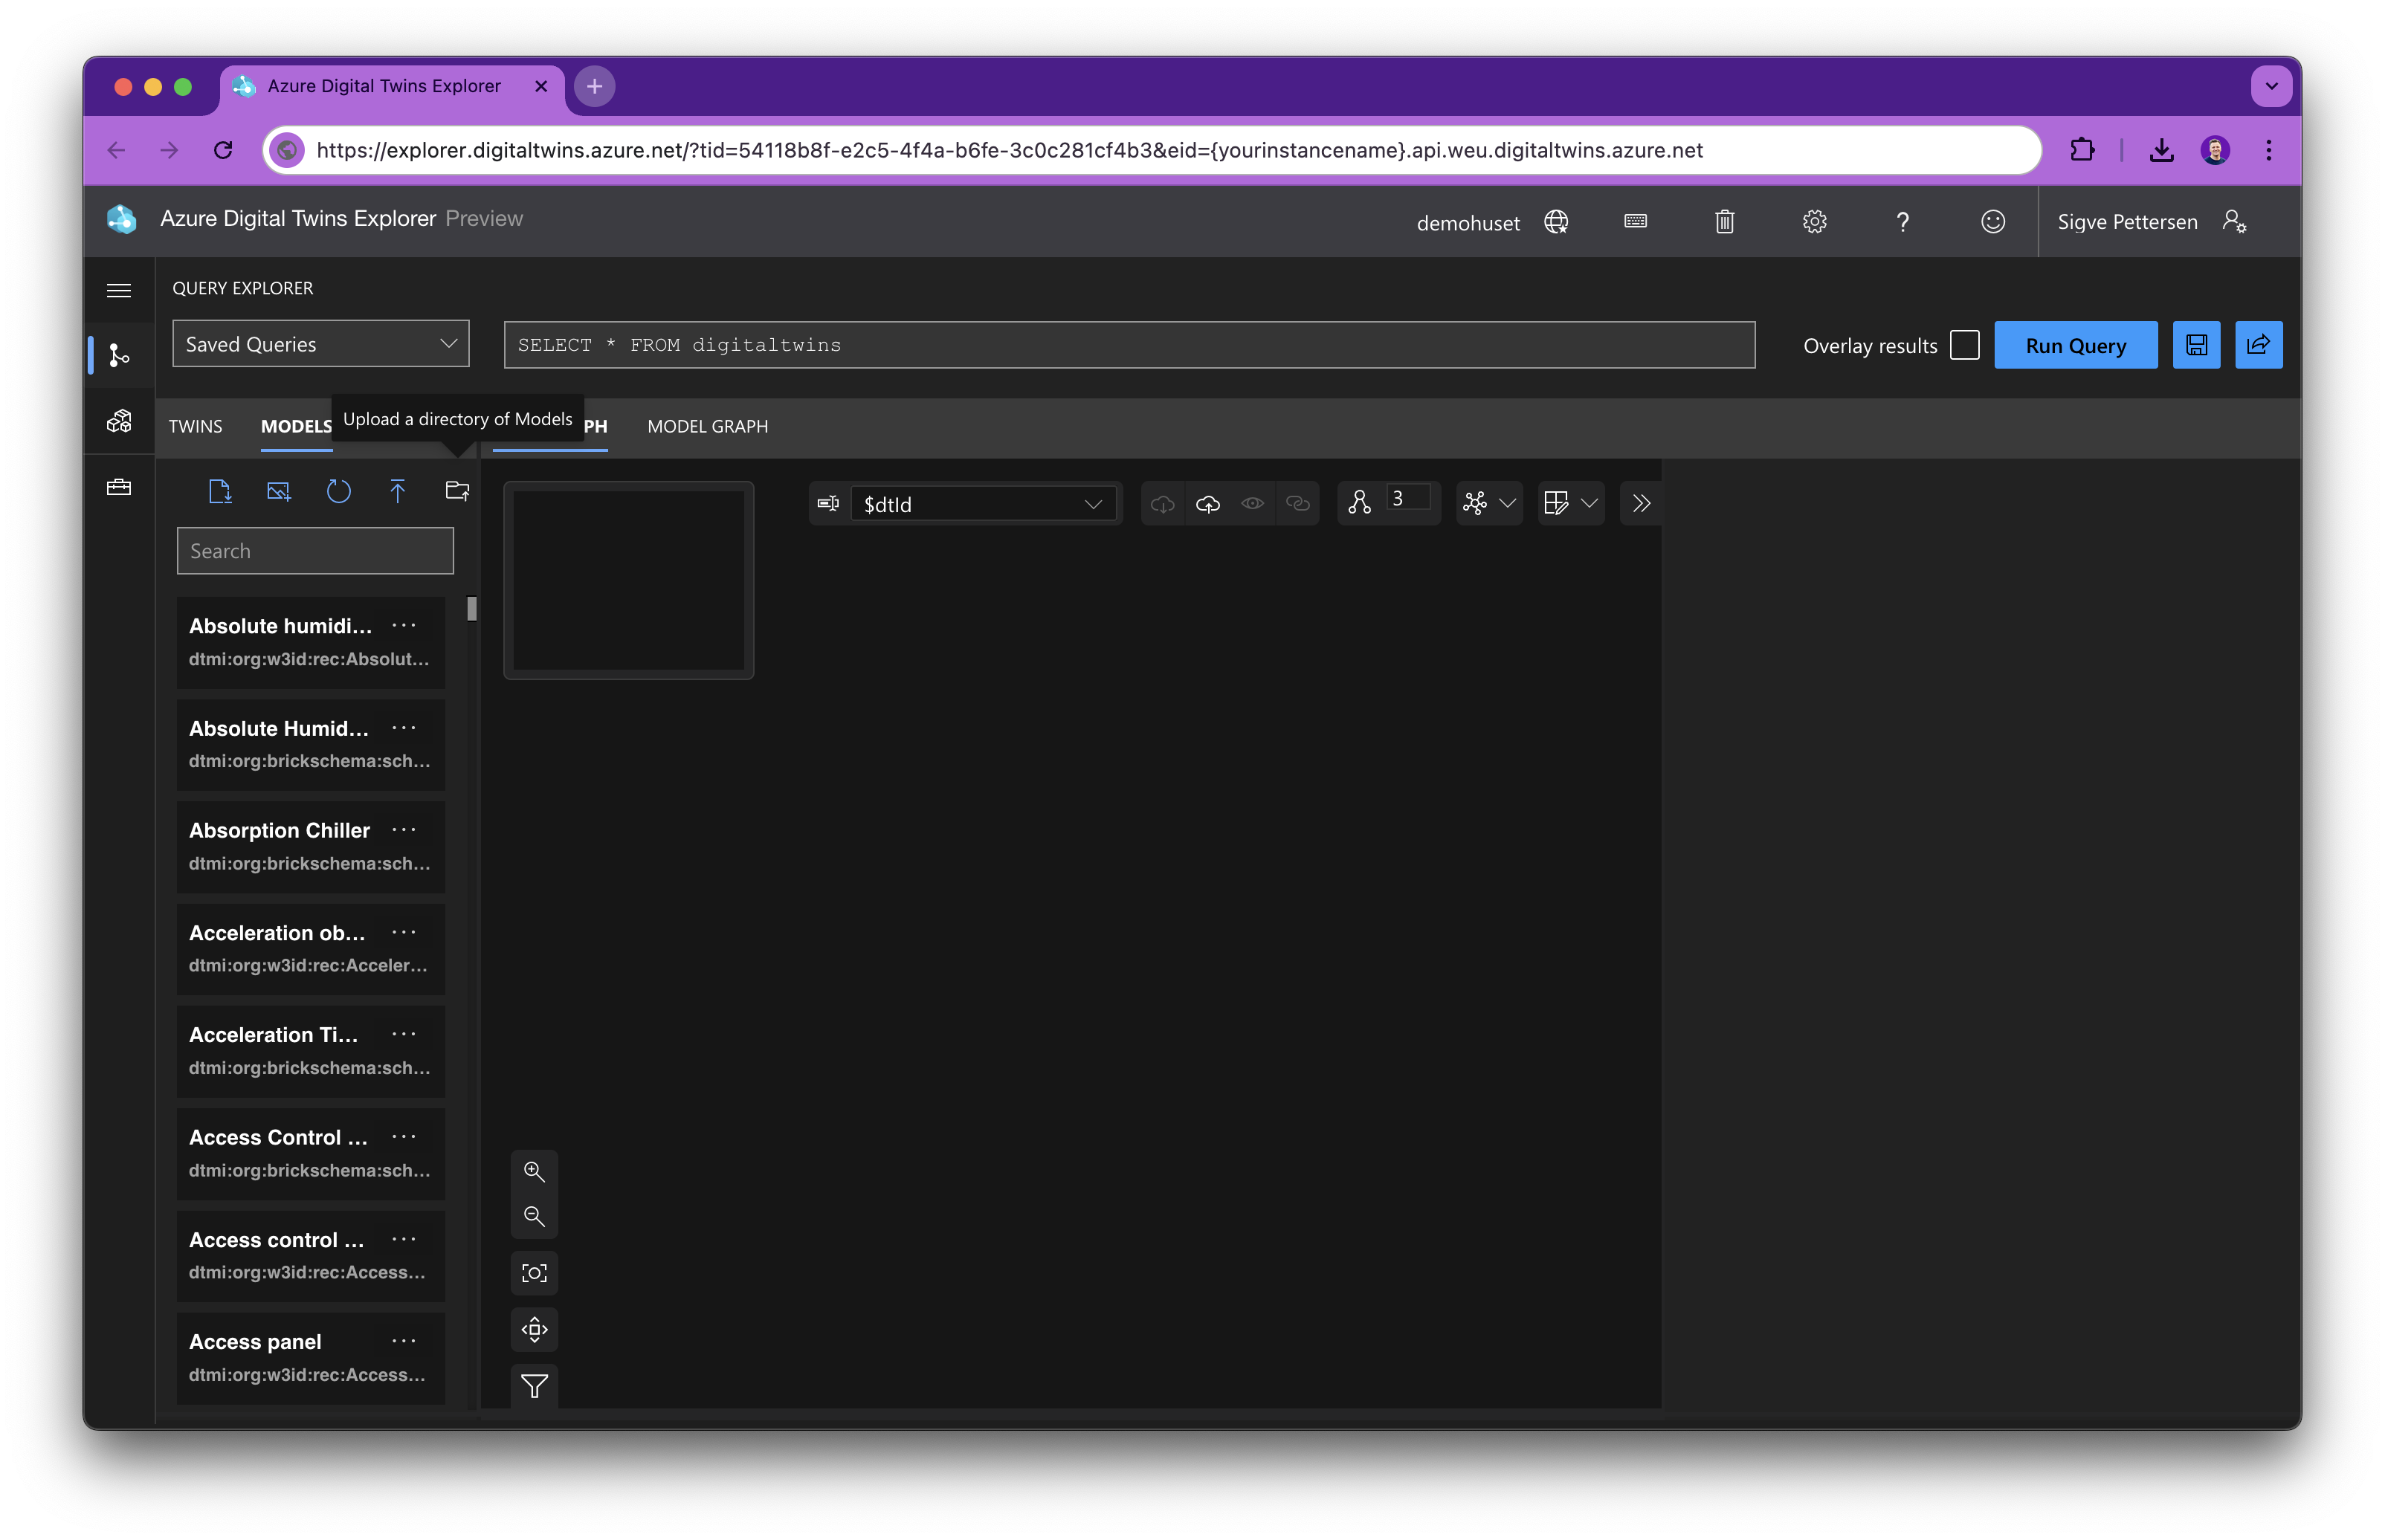 Azure Digital Twins Explorer
https://explorer.digitaltwins.azure.net/?tid=54118b8f-e2c5-4f4a-b6fe-3c0c281cf4b3&eid={yourinstancename}.api.weu.digitaltwins.azure.net
Azure Digital Twins Explorer Preview
demohuset
?
Sigve Pettersen
QUERY EXPLORER
Saved Queries
SELECT * FROM digitaltwins
Overlay results
Run Query
TWINS
MODELS
Upload a directory of Models
PH
MODEL GRAPH
$dtId
3
Search
Absolute humidi... ···
dtmi:org:w3id:rec:Absolut...
Absolute Humid... ···
dtmi:org:brickschema:sch...
Absorption Chiller ···
dtmi:org:brickschema:sch...
Acceleration ob... ···
dtmi:org:w3id:rec:Acceler...
Acceleration Ti... ···
dtmi:org:brickschema:sch...
Access Control ... ···
dtmi:org:brickschema:sch...
Access control ... ···
dtmi:org:w3id:rec:Access...
Access panel ···
dtmi:org:w3id:rec:Access...